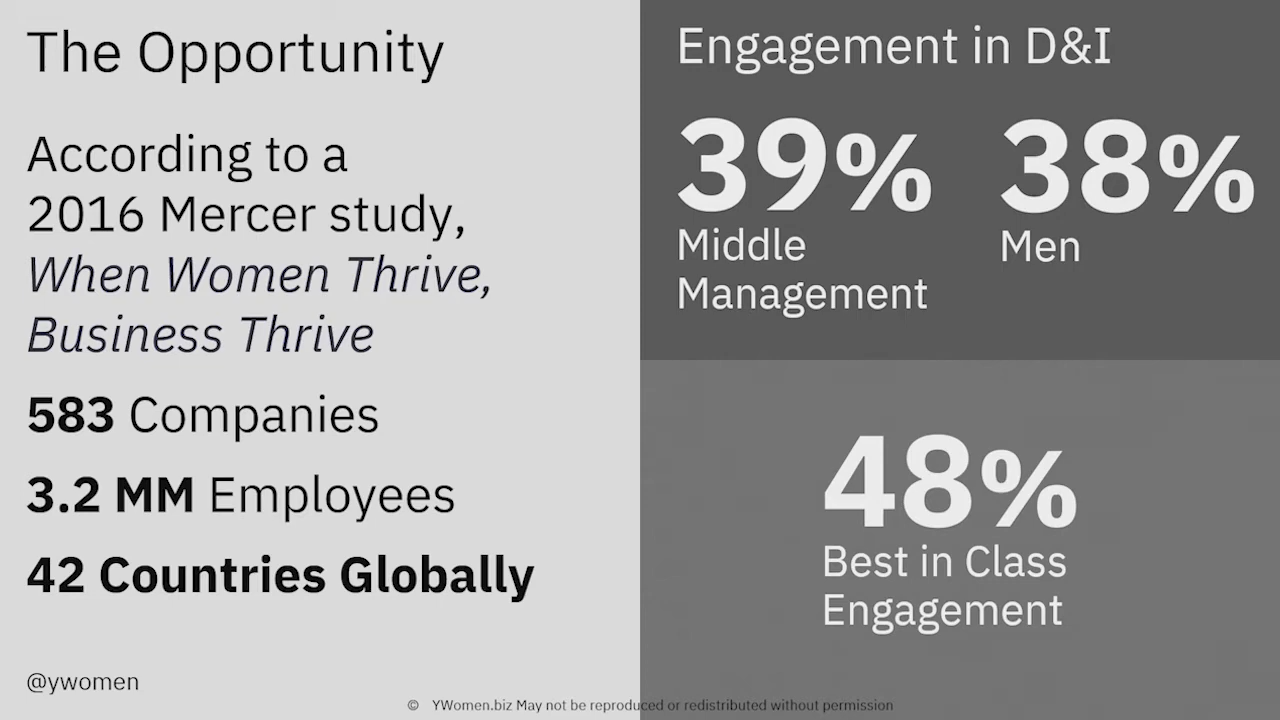 The Opportunity
According to a
2016 Mercer study,
When Women Thrive,
Business Thrive
583 Companies
3.2 MM Employees
42 Countries Globally
@ywomen
Engagement in D&I
39% 38%
Middle Men
Management
48%
Best in Class
Engagement
© YWomen.biz May not be reproduced or redistributed without permission